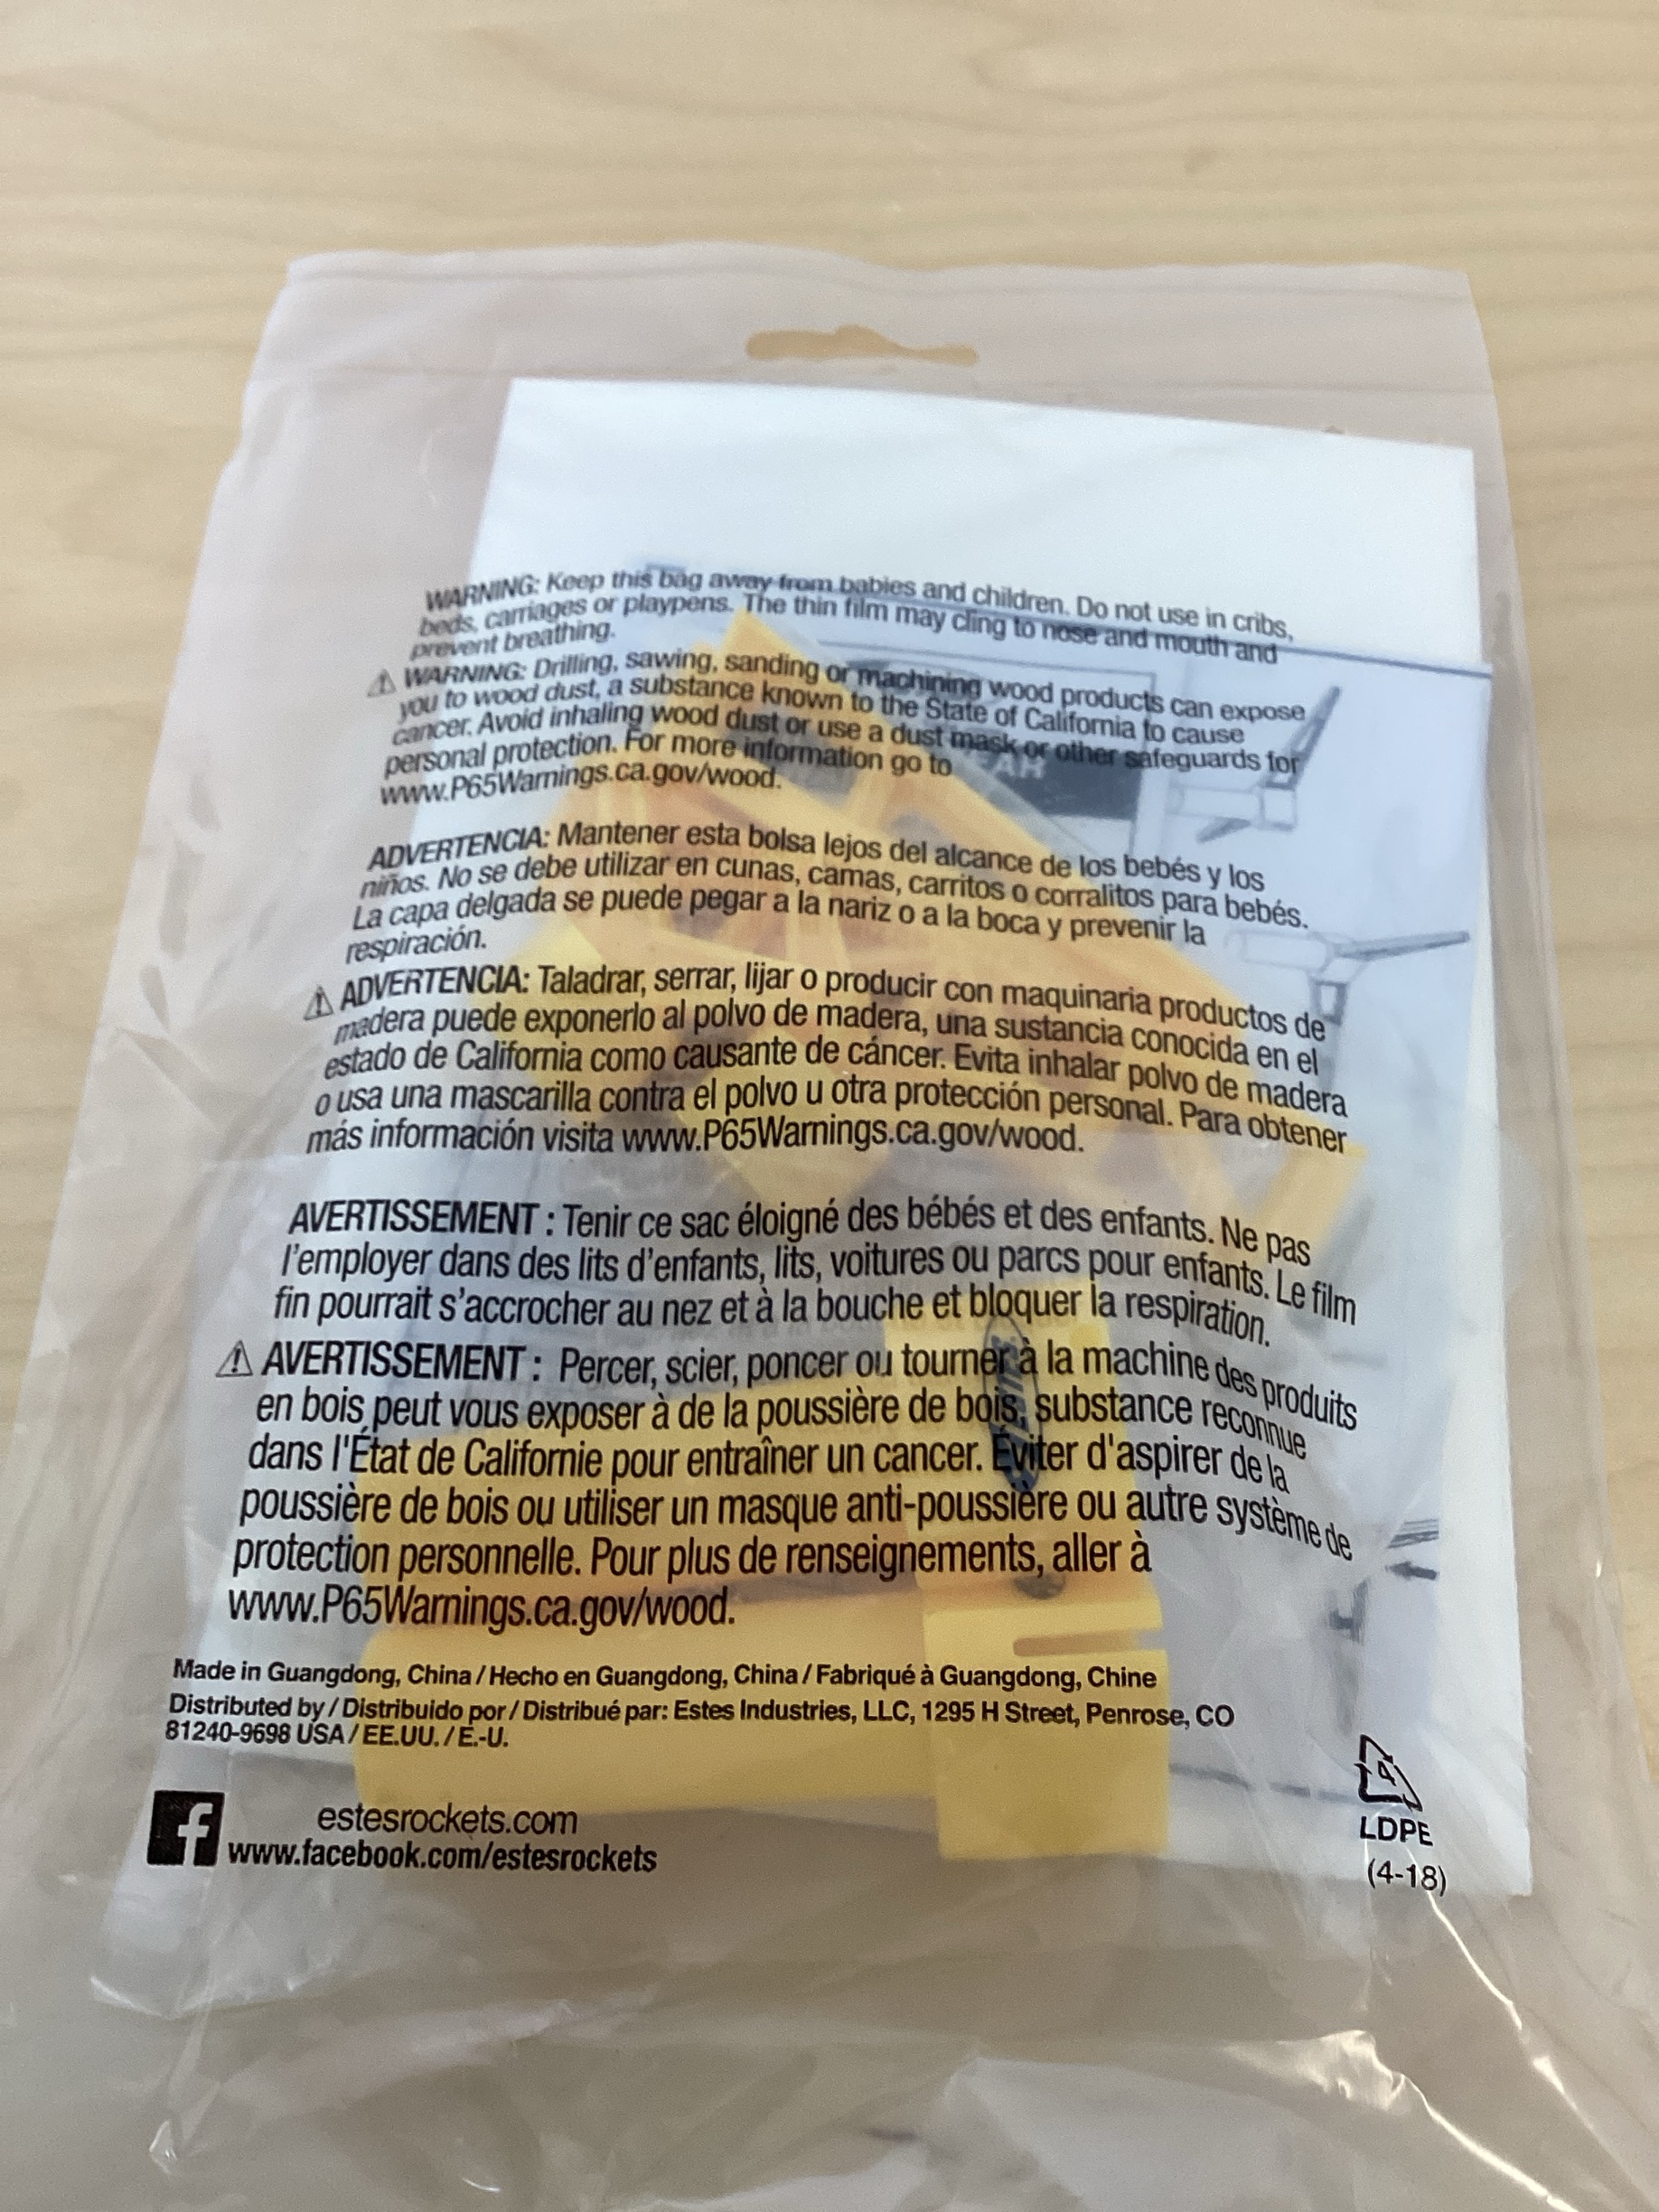 WARNING: Keep this bag away from babies and children. Do not use in cribs,
beds, carriages or playpens. The thin film may cling to nose and mouth and
prevent breathing.
⚠ WARNING: Drilling, sawing, sanding or machining wood products can expose
you to wood dust, a substance known to the State of California to cause
cancer. Avoid inhaling wood dust or use a dust mask or other safeguards for
personal protection. For more information go to
www.P65Warnings.ca.gov/wood.
ADVERTENCIA: Mantener esta bolsa lejos del alcance de los bebés y los
niños. No se debe utilizar en cunas, camas, carritos o corralitos para bebés.
La capa delgada se puede pegar a la nariz o a la boca y prevenir la
respiración.
⚠ ADVERTENCIA: Taladrar, serrar, lijar o producir con maquinaria productos de
madera puede exponerlo al polvo de madera, una sustancia conocida en el
estado de California como causante de cáncer. Evita inhalar polvo de madera
o usa una mascarilla contra el polvo u otra protección personal. Para obtener
más información visita www.P65Warnings.ca.gov/wood.
AVERTISSEMENT : Tenir ce sac éloigné des bébés et des enfants. Ne pas
l'employer dans des lits d'enfants, lits, voitures ou parcs pour enfants. Le film
fin pourrait s'accrocher au nez et à la bouche et bloquer la respiration.
⚠ AVERTISSEMENT : Percer, scier, poncer ou tourner à la machine des produits
en bois peut vous exposer à de la poussière de bois, substance reconnue
dans l'État de Californie pour entraîner un cancer. Éviter d'aspirer de la
poussière de bois ou utiliser un masque anti-poussière ou autre système de
protection personnelle. Pour plus de renseignements, aller à
www.P65Warnings.ca.gov/wood.
Made in Guangdong, China / Hecho en Guangdong, China / Fabriqué à Guangdong, Chine
Distributed by / Distribuido por / Distribué par: Estes Industries, LLC, 1295 H Street, Penrose, CO
81240-9698 USA / EE.UU. / E.-U.
estesrockets.com
www.facebook.com/estesrockets
4
LDPE
(4-18)